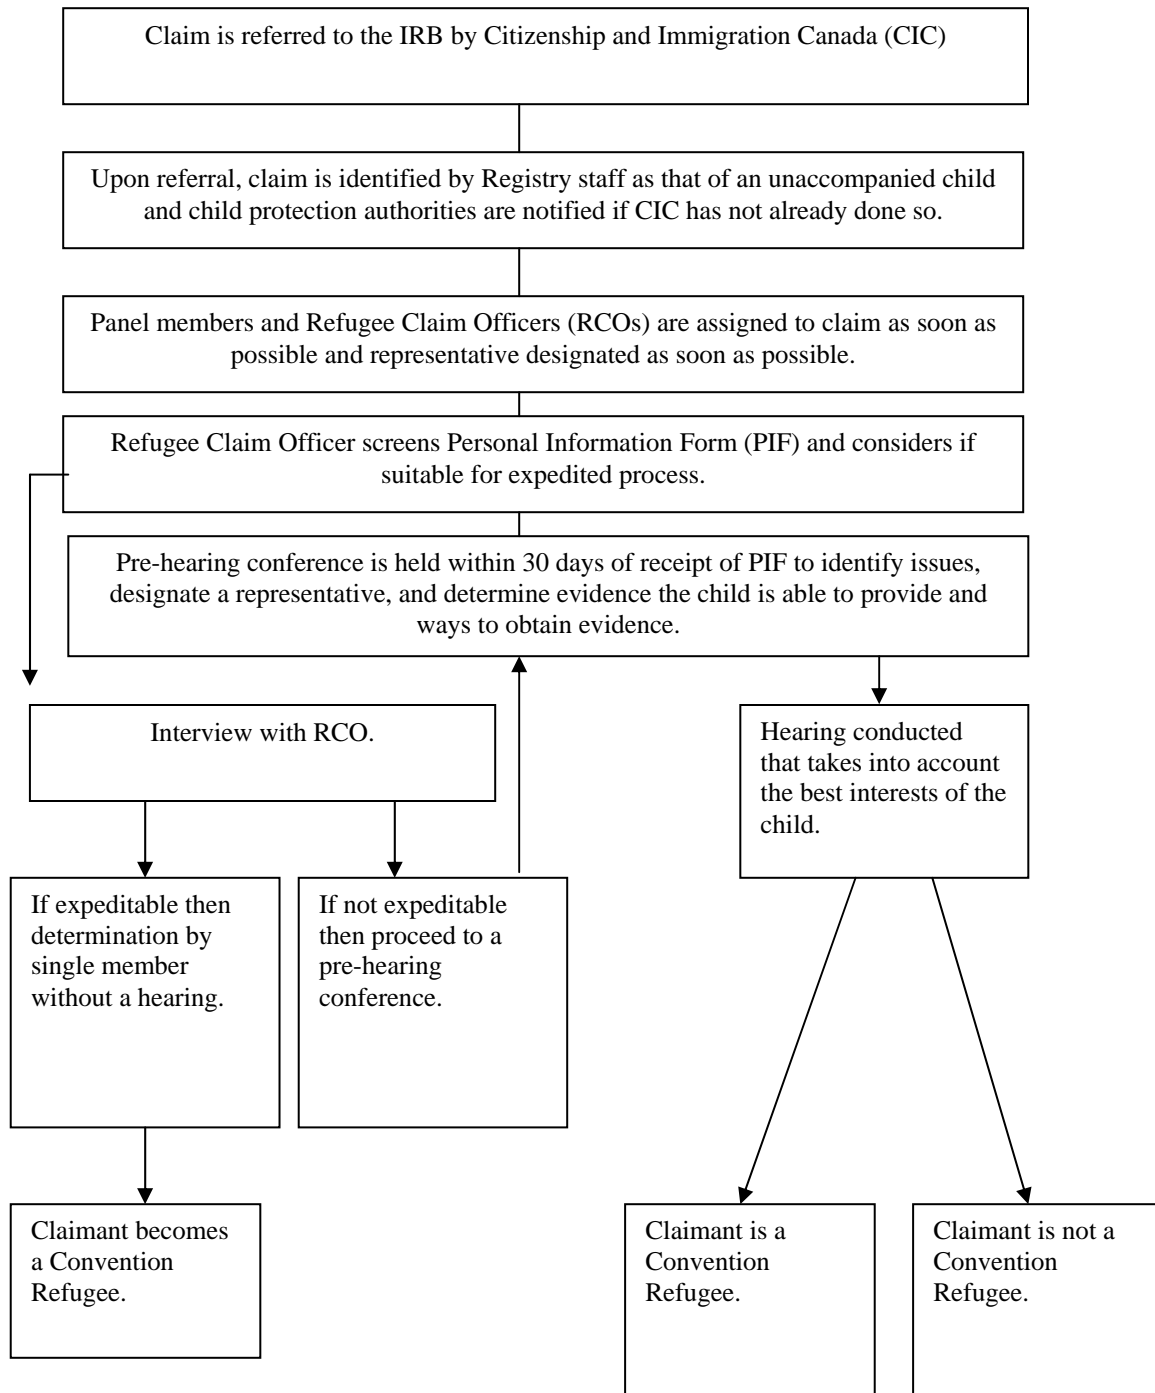 Claim is referred to the IRB by Citizenship and Immigration Canada (CIC)
Upon referral, claim is identified by Registry staff as that of an unaccompanied child
and child protection authorities are notified if CIC has not already done so.
Panel members and Refugee Claim Officers (RCOs) are assigned to claim as soon as
possible and representative designated as soon as possible.
Refugee Claim Officer screens Personal Information Form (PIF) and considers if
suitable for expedited process.
Pre-hearing conference is held within 30 days of receipt of PIF to identify issues,
designate a representative, and determine evidence the child is able to provide and
ways to obtain evidence.
Interview with RCO.
Hearing conducted
that takes into account
the best interests of the
child.
If expeditable then
determination by
single member
without a hearing.
If not expeditable
then proceed to a
pre-hearing
conference.
Claimant becomes
a Convention
Refugee.
Claimant is a
Convention
Refugee.
Claimant is not a
Convention
Refugee.